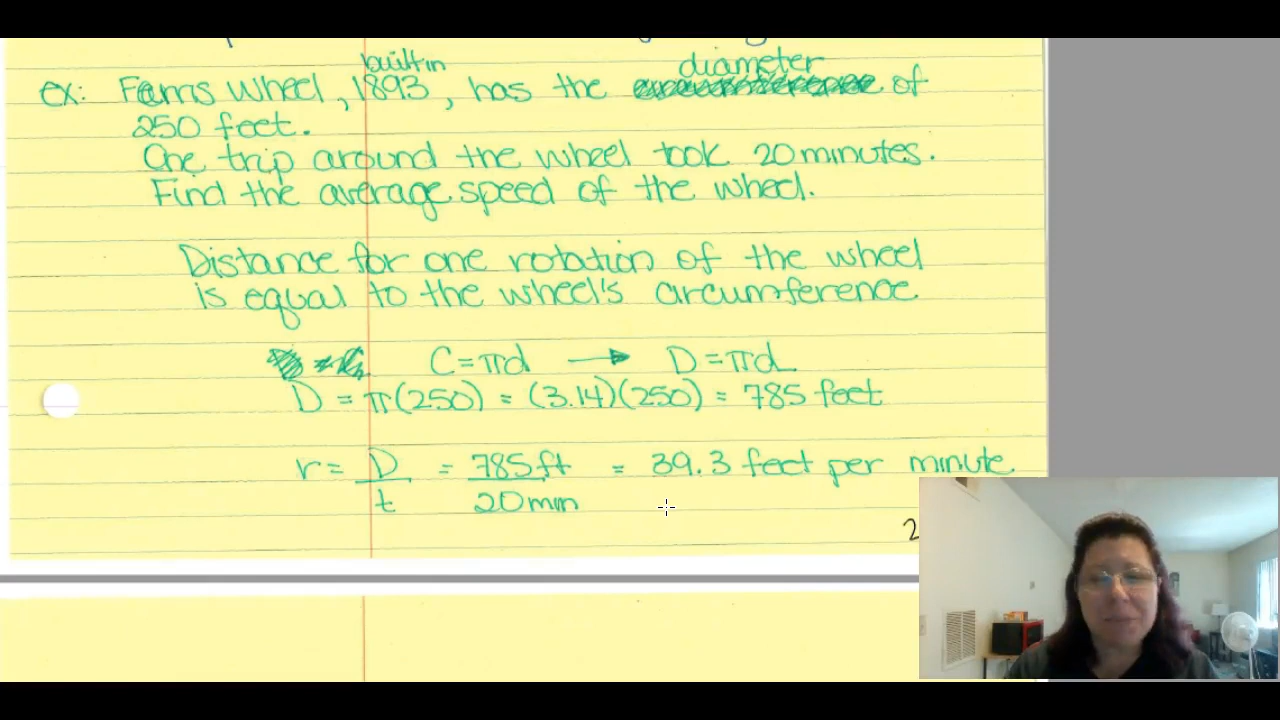 built in
diameter
ex: Ferris Wheel, 1893, has the of
250 feet.
One trip around the wheel took 20 minutes.
Find the average speed of the wheel.
Distance for one rotation of the wheel
is equal to the wheel's circumference
C = πd → D = πd
D = π(250) = (3.14)(250) = 785 feet
r = D/t = 785 ft/20 min = 39.3 feet per minute
2